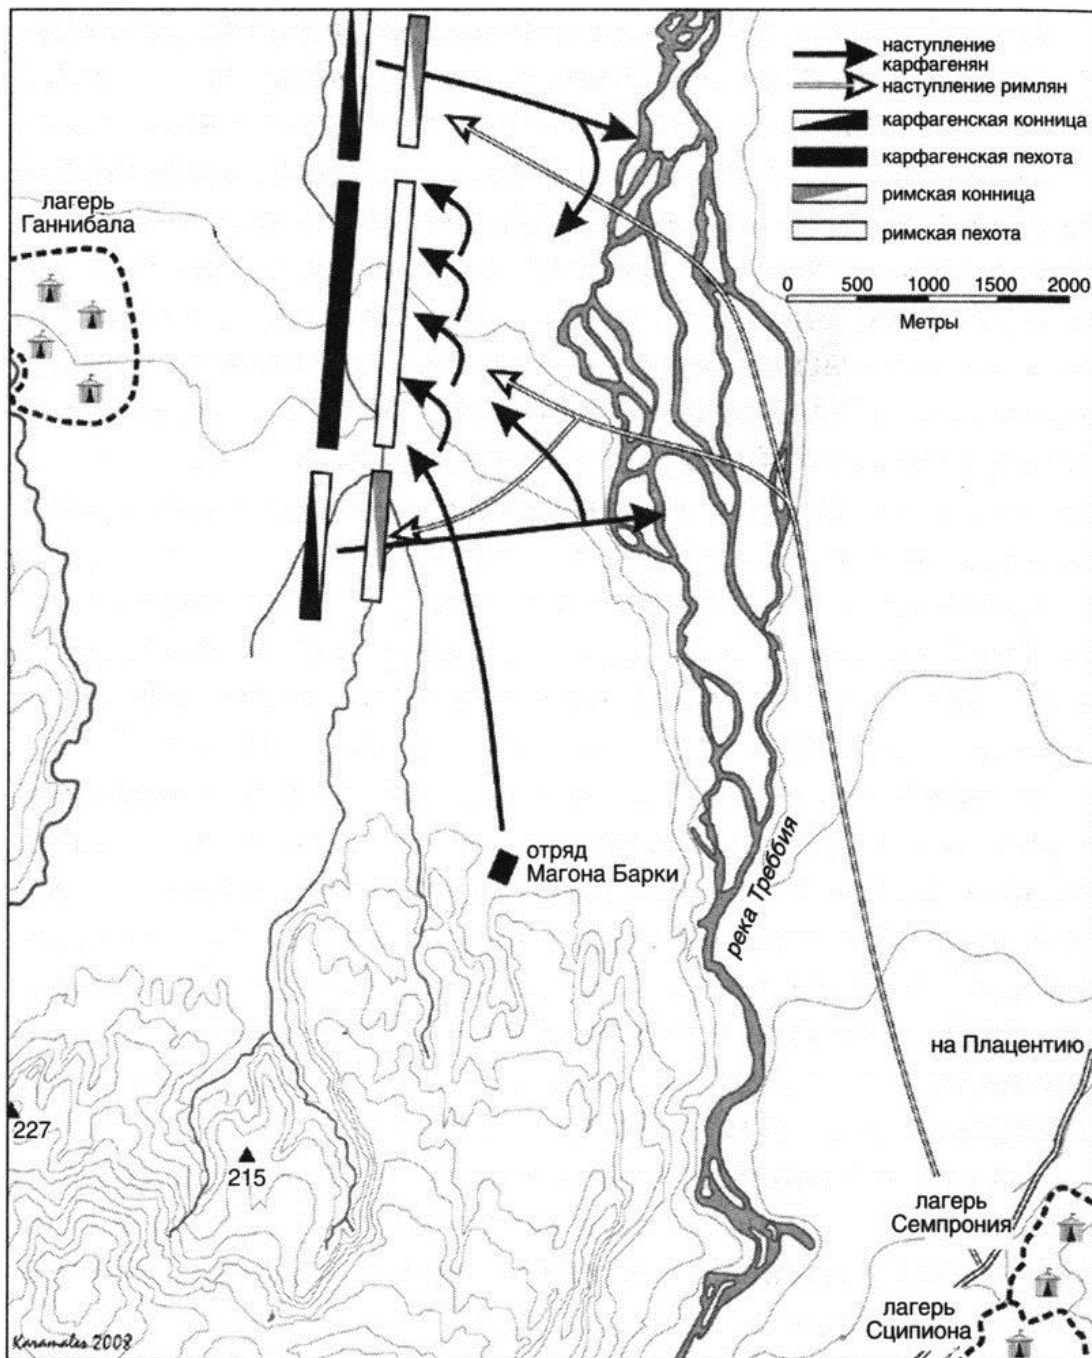 наступление
карфагенян
наступление римлян
карфагенская конница
карфагенская пехота
римская конница
римская пехота
0 500 1000 1500 2000
Метры
лагерь
Ганнибала
отряд
Магона Барки
река Треббия
на Плацентию
227
215
лагерь
Семпрония
лагерь
Сципиона
Karamales 2008